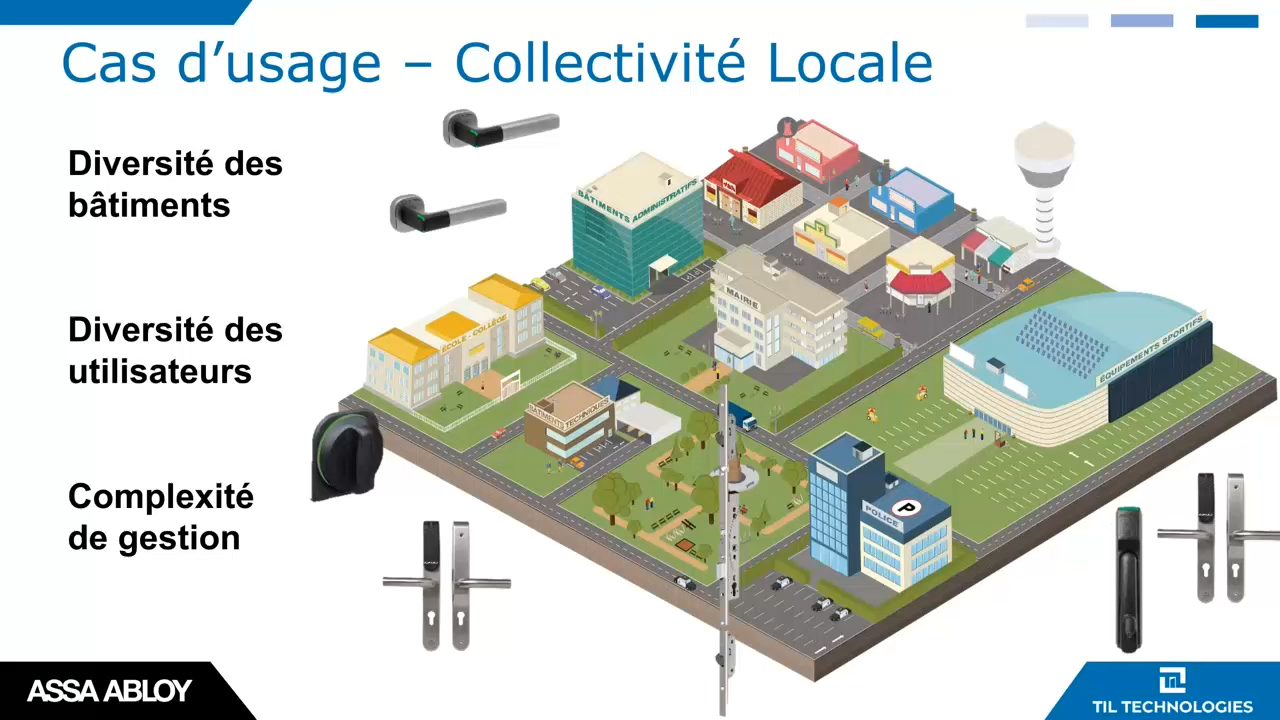 Cas d’usage – Collectivité Locale
Diversité des
bâtiments
Diversité des
utilisateurs
Complexité
de gestion
BÂTIMENTS ADMINISTRATIFS
MAIRIE
ÉCOLE - COLLÈGE
BÂTIMENTS TECHNIQUES
ÉQUIPEMENTS SPORTIFS
POLICE
P
ASSA ABLOY
TIL TECHNOLOGIES